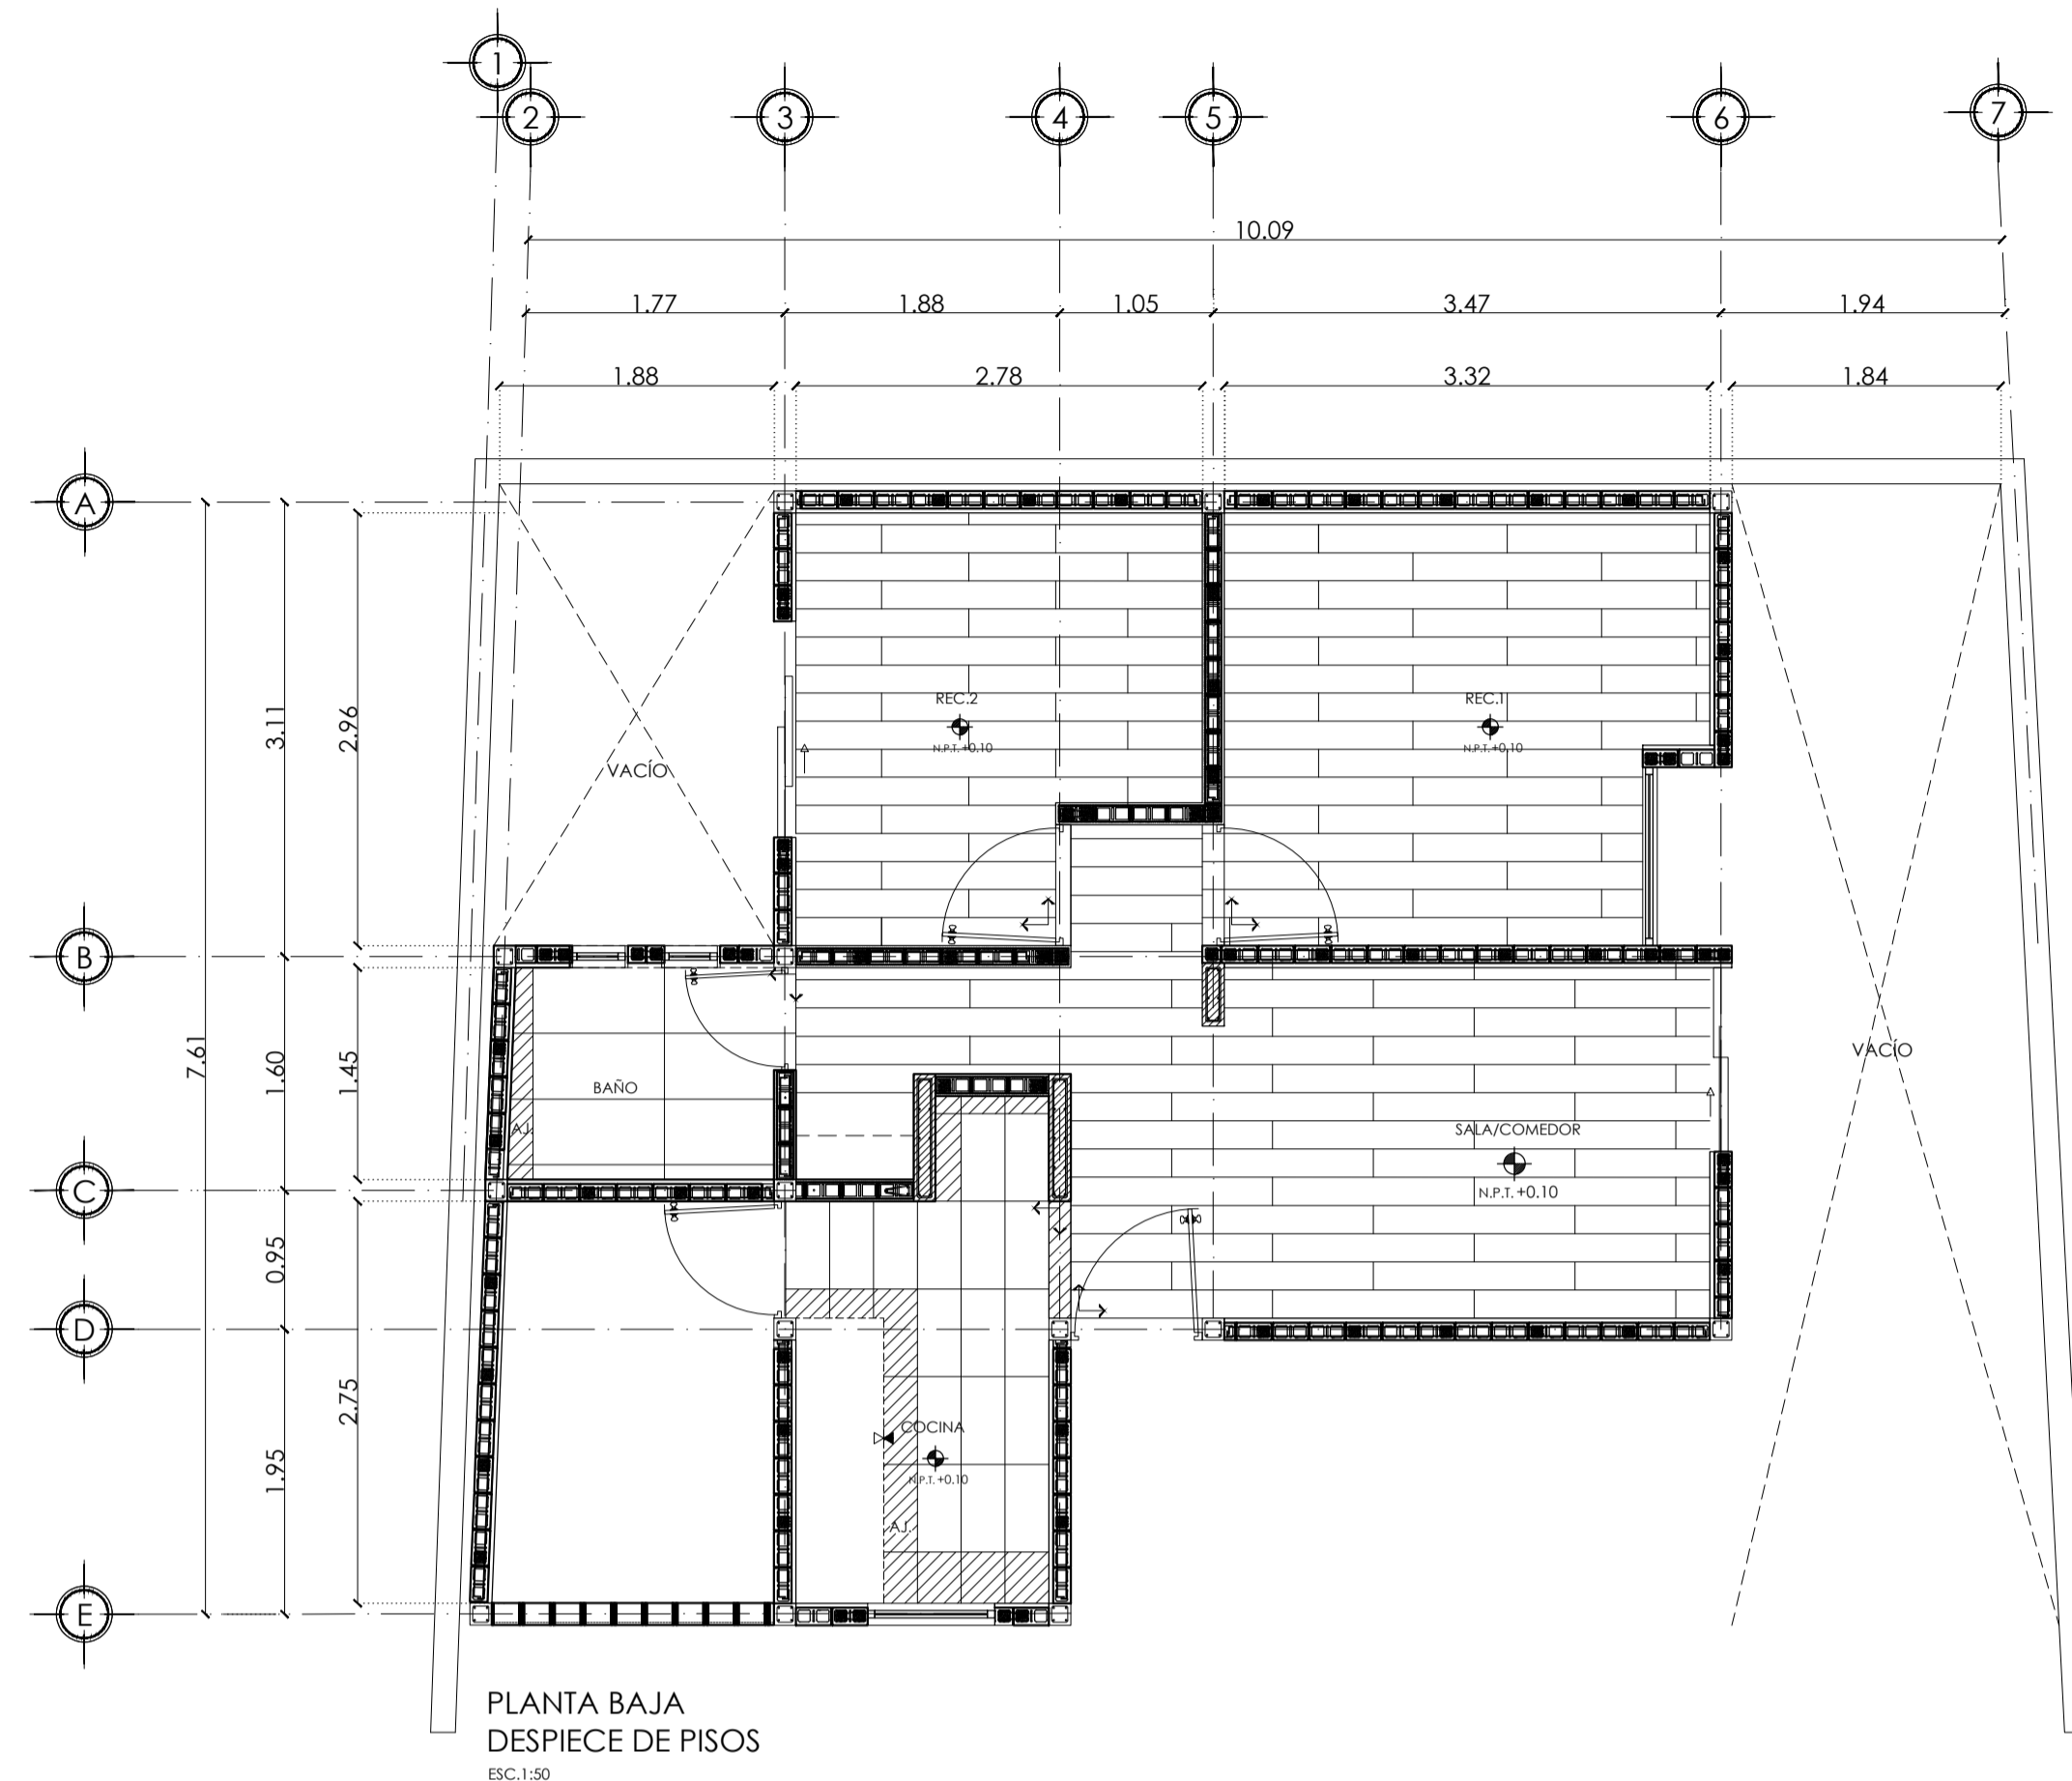 1
2
3
4
5
6
7
10.09
1.77
1.88
1.05
3.47
1.94
1.88
2.78
3.32
1.84
A
B
C
D
E
7.61
3.11
1.60
0.95
1.95
2.96
1.45
2.75
VACÍO
REC.2
N.P.T. +0.10
REC.1
N.P.T. +0.10
VACÍO
BAÑO
AJ.
SALA/COMEDOR
N.P.T. +0.10
COCINA
N.P.T. +0.10
AJ.
PLANTA BAJA
DESPIECE DE PISOS
ESC.1:50